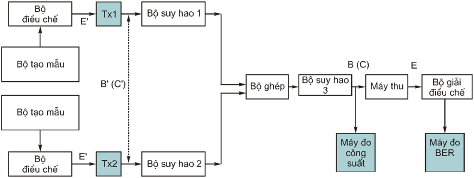 Bộ
điều chế
E'
Tx1
Bộ suy hao 1
Bộ tạo mẫu
B' (C')
Bộ ghép
Bộ suy hao
3
B (C)
Máy thu
E
Bộ giải
điều chế
Bộ tạo mẫu
Máy do
công
suất
Máy đo
BER
Bộ
điều chế
E'
Tx2
Bộ suy hao 2